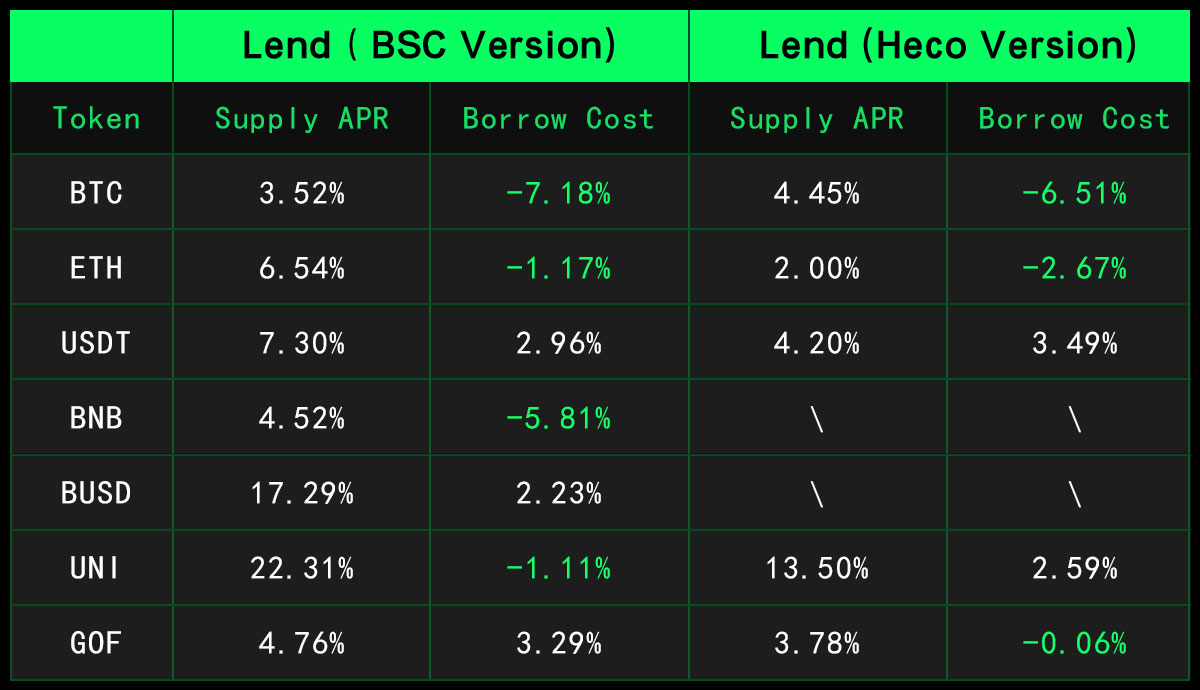 Lend ( BSC Version) Lend (Heco Version)
Token Supply APR Borrow Cost Supply APR Borrow Cost
BTC 3.52% -7.18% 4.45% -6.51%
ETH 6.54% -1.17% 2.00% -2.67%
USDT 7.30% 2.96% 4.20% 3.49%
BNB 4.52% -5.81% \ \
BUSD 17.29% 2.23% \ \
UNI 22.31% -1.11% 13.50% 2.59%
GOF 4.76% 3.29% 3.78% -0.06%